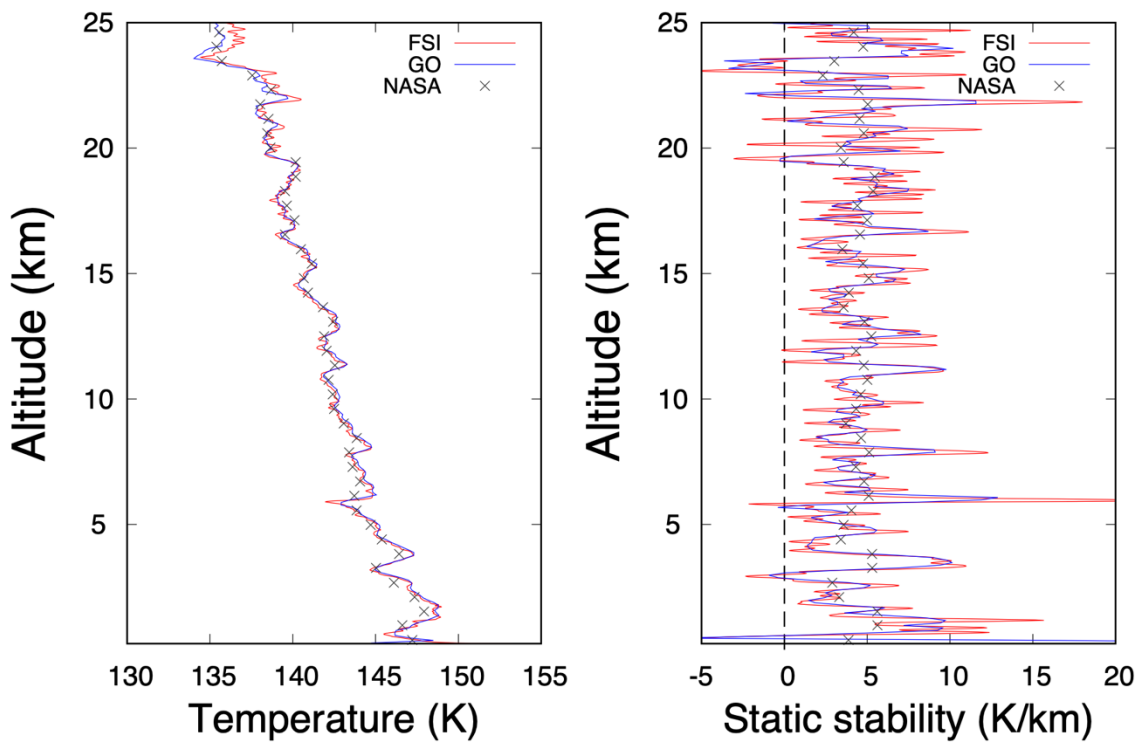 25
20
15
10
5
Altitude (km)
130 135 140 145 150 155
Temperature (K)
FSI
GO
NASA
25
20
15
10
5
Altitude (km)
-5 0 5 10 15 20
Static stability (K/km)
FSI
GO
NASA